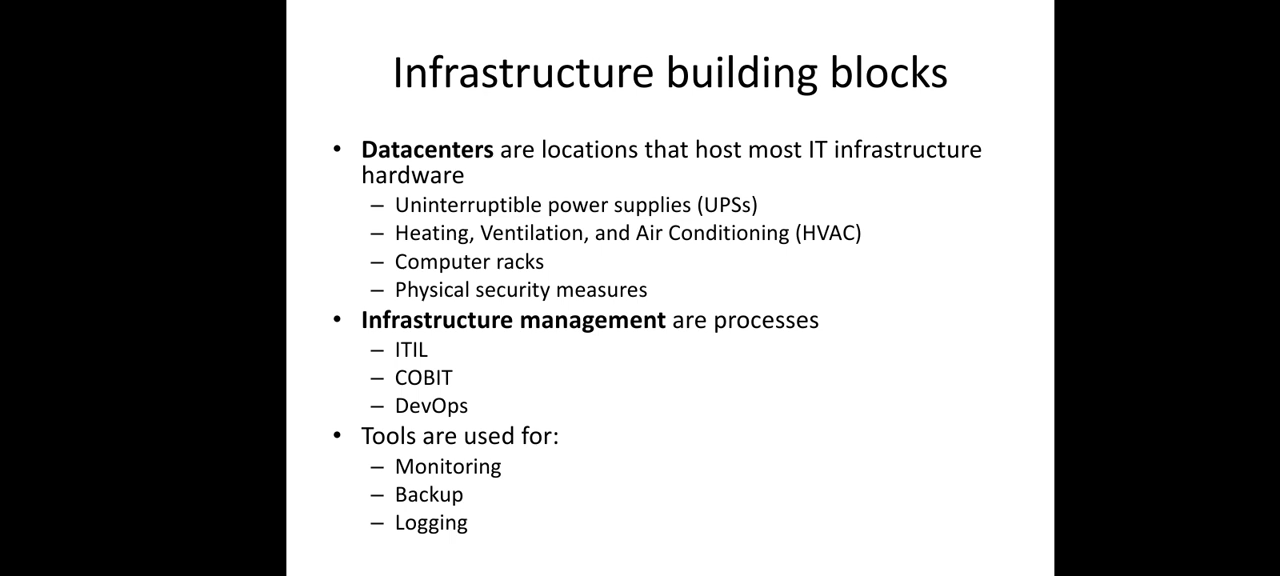 Infrastructure building blocks
• Datacenters are locations that host most IT infrastructure
hardware
– Uninterruptible power supplies (UPSs)
– Heating, Ventilation, and Air Conditioning (HVAC)
– Computer racks
– Physical security measures
• Infrastructure management are processes
– ITIL
– COBIT
– DevOps
• Tools are used for:
– Monitoring
– Backup
– Logging